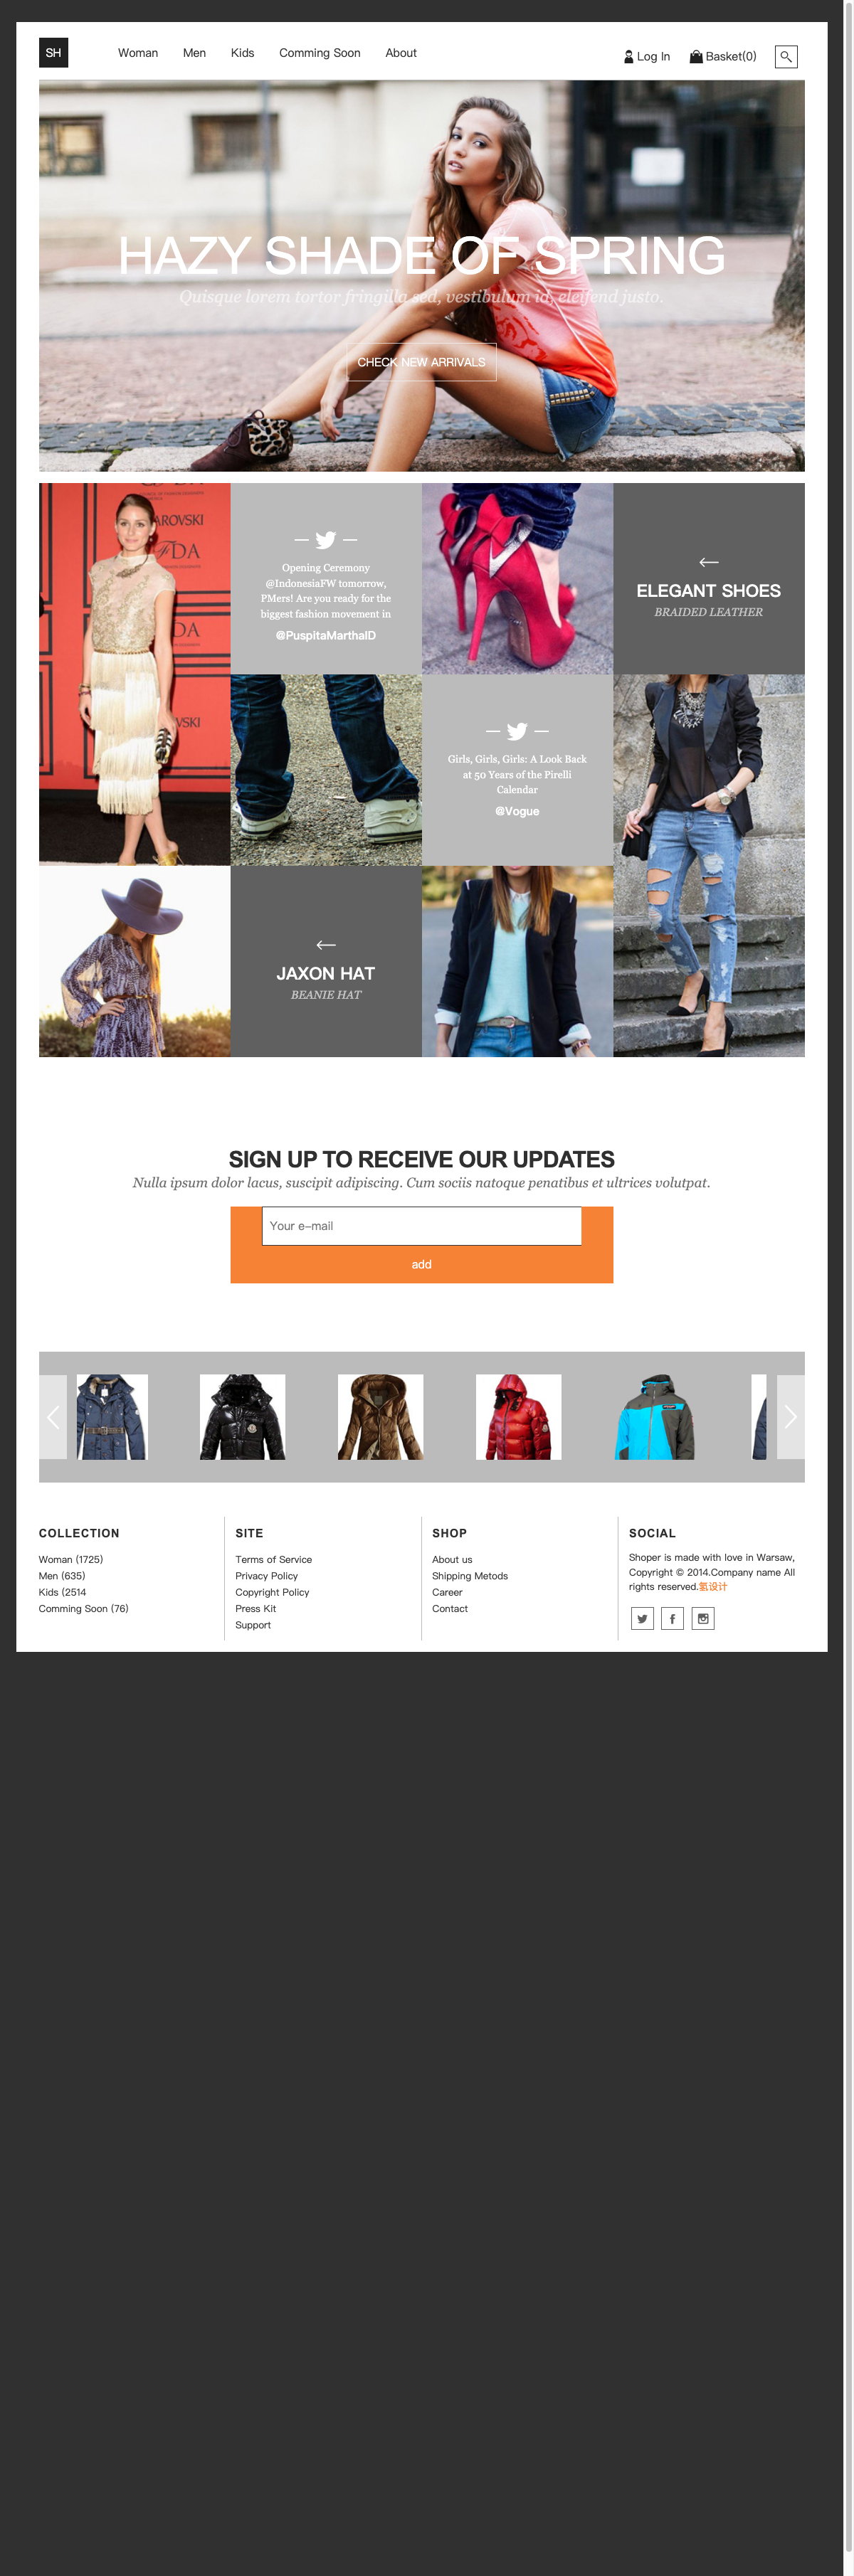 SH
Woman
Men
Kids
Comming Soon
About
Log In
Basket(0)
HAZY SHADE OF SPRING
Quisque lorem tortor fringilla sed, vestibulum id, eleifend justo.
CHECK NEW ARRIVALS
AROVSKI
DA
DA
VSKI
Opening Ceremony
@IndonesiaFW tomorrow,
PMers! Are you ready for the
biggest fashion movement in
@PuspitaMarthaID
ELEGANT SHOES
BRAIDED LEATHER
Girls, Girls, Girls: A Look Back
at 50 Years of the Pirelli
Calendar
@Vogue
JAXON HAT
BEANIE HAT
SIGN UP TO RECEIVE OUR UPDATES
Nulla ipsum dolor lacus, suscipit adipiscing. Cum sociis natoque penatibus et ultrices volutpat.
Your e-mail
add
COLLECTION
Woman (1725)
Men (635)
Kids (2514
Comming Soon (76)
SITE
Terms of Service
Privacy Policy
Copyright Policy
Press Kit
Support
SHOP
About us
Shipping Metods
Career
Contact
SOCIAL
Shoper is made with love in Warsaw,
Copyright © 2014.Company name All
rights reserved.氢设计